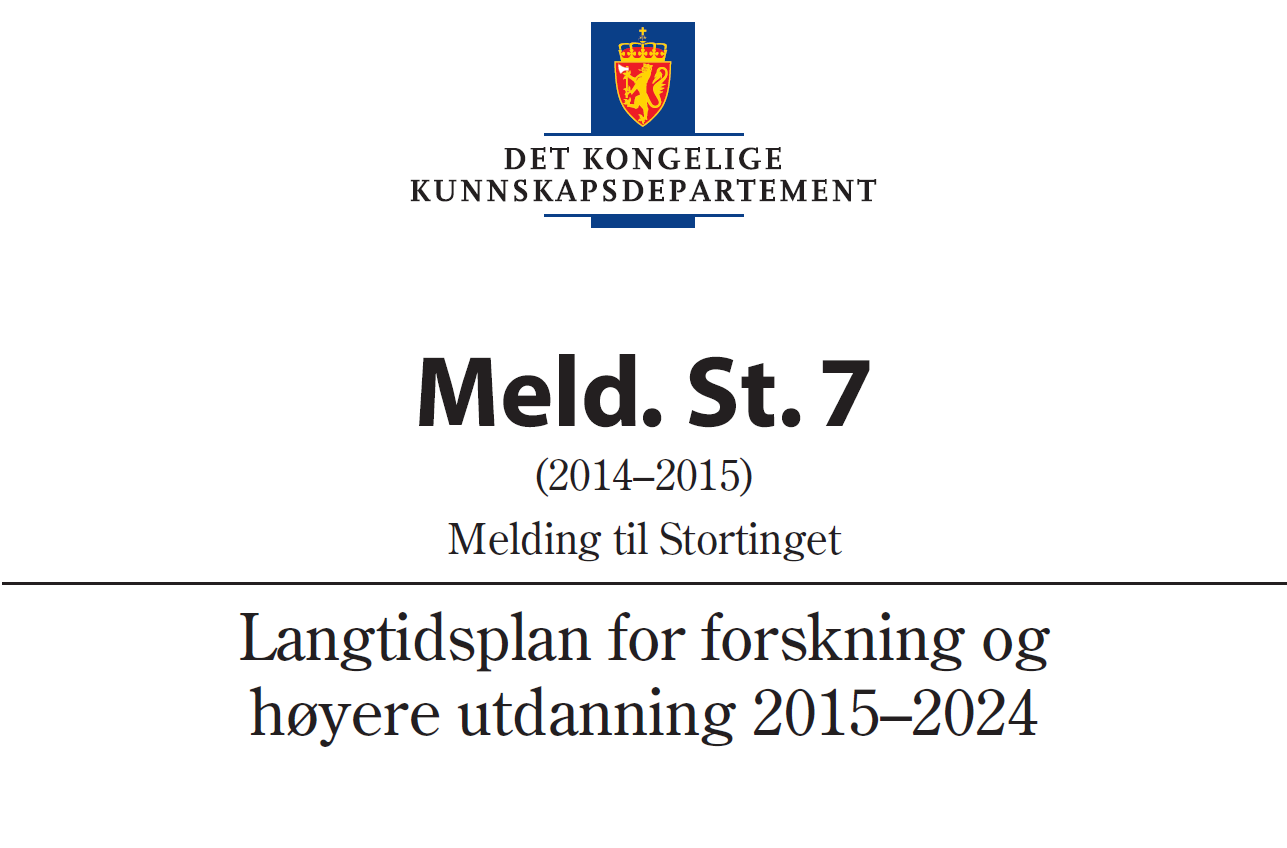 DET KONGELIGE
KUNNSKAPSDEPARTEMENT
Meld. St. 7
(2014–2015)
Melding til Stortinget
Langtidsplan for forskning og
høyere utdanning 2015–2024